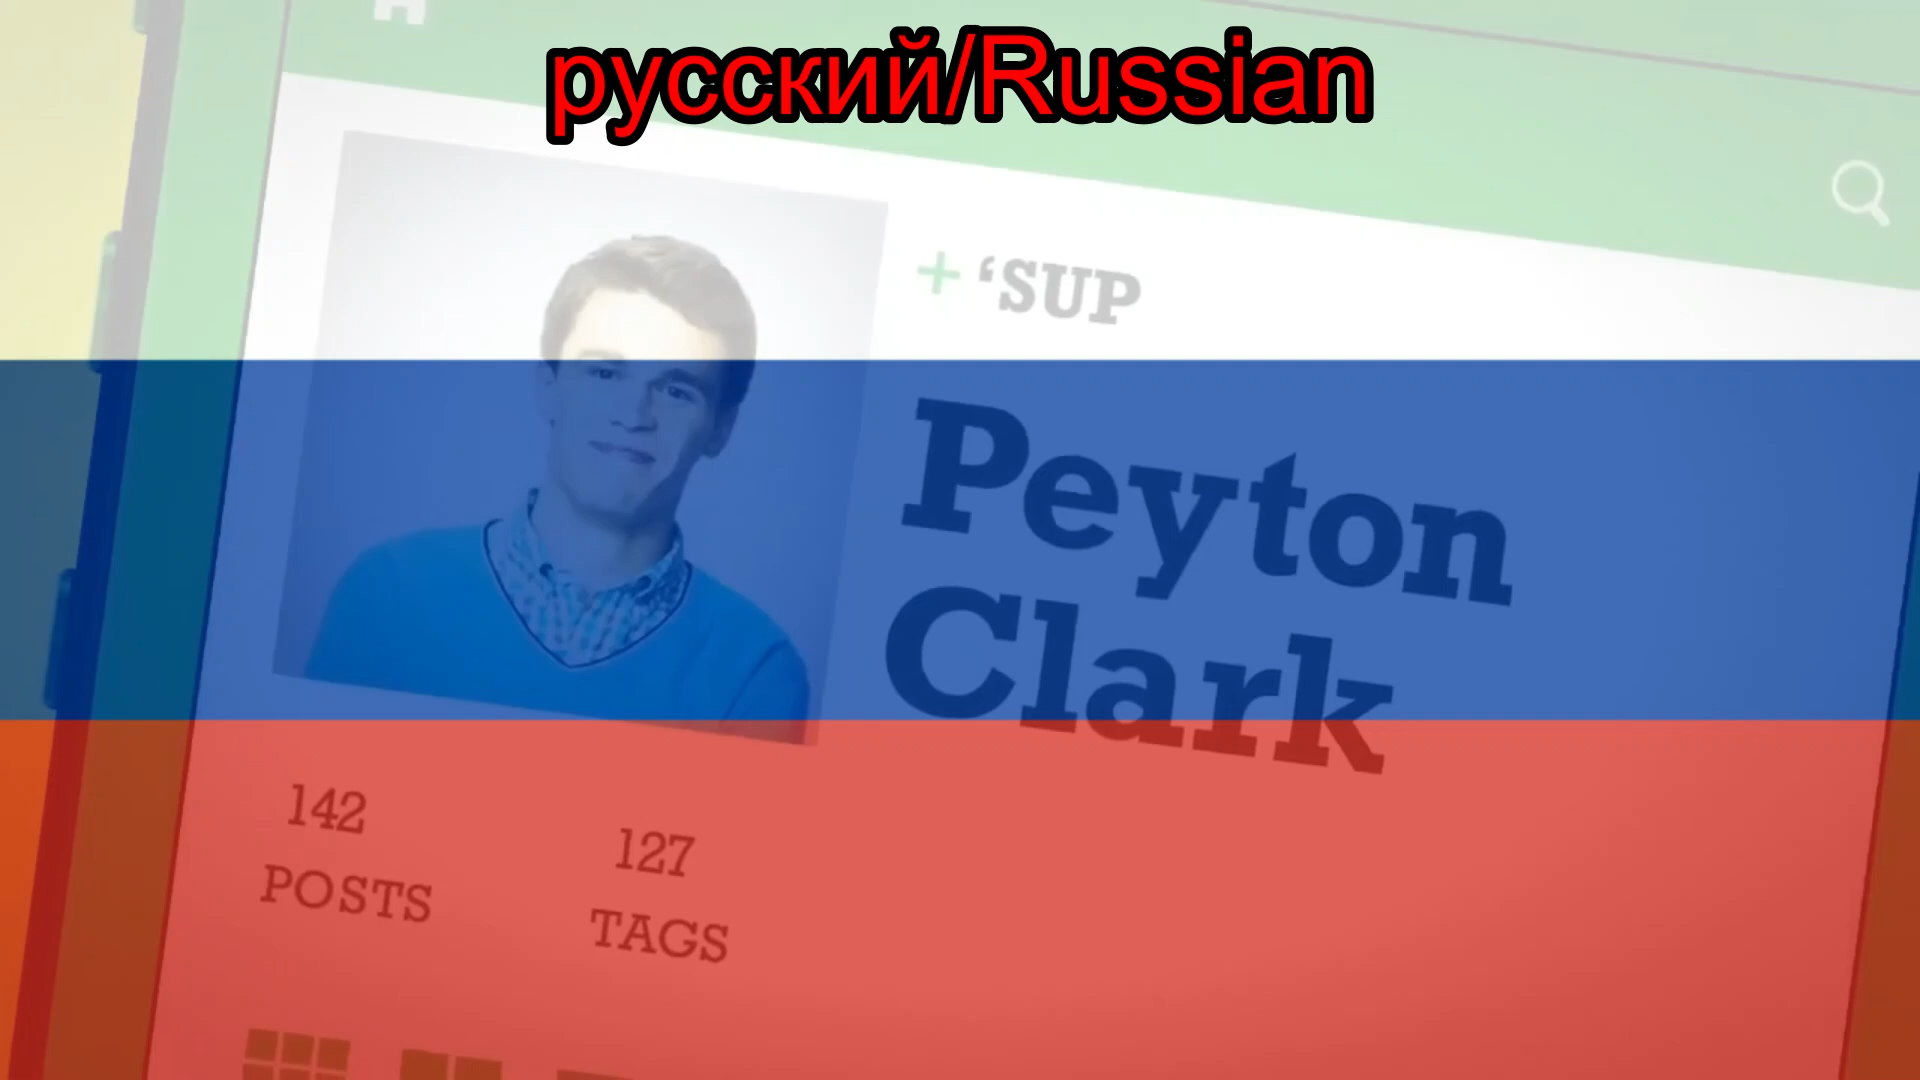 русский/Russian
+ ‘SUP
Peyton
Clark
142
POSTS
127
TAGS